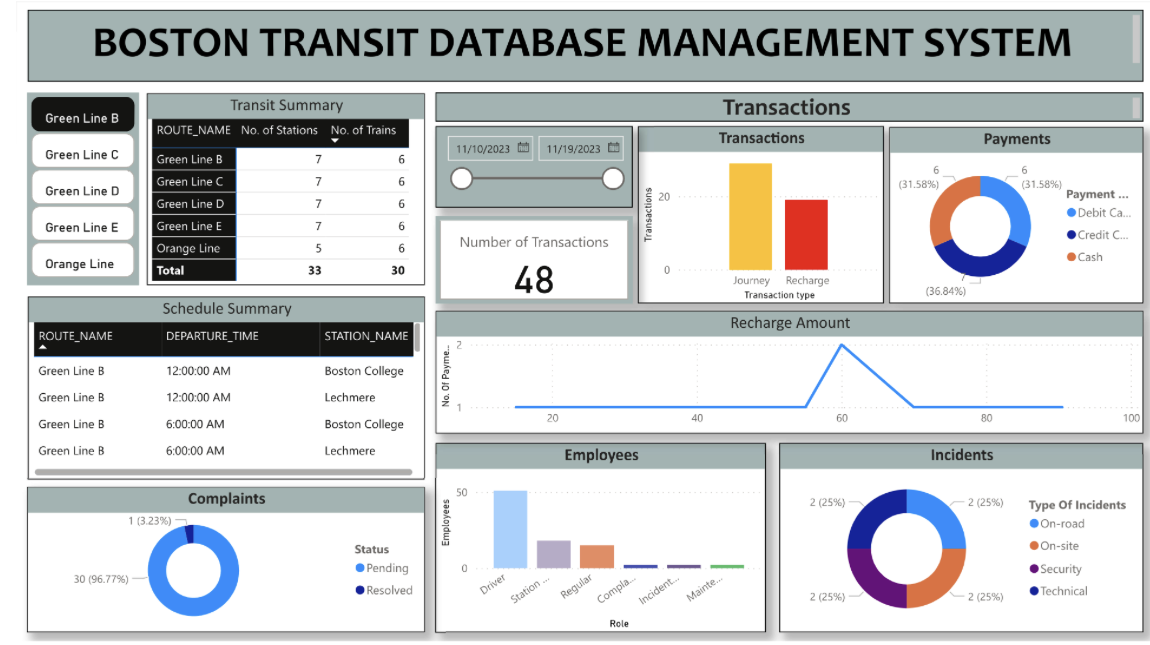 BOSTON TRANSIT DATABASE MANAGEMENT SYSTEM
Green Line B
Green Line C
Green Line D
Green Line E
Orange Line
Transit Summary
ROUTE_NAME No. of Stations No. of Trains
Green Line B 7 6
Green Line C 7 6
Green Line D 7 6
Green Line E 7 6
Orange Line 5 6
Total 33 30
Schedule Summary
ROUTE_NAME DEPARTURE_TIME STATION_NAME
Green Line B 12:00:00 AM Boston College
Green Line B 12:00:00 AM Lechmere
Green Line B 6:00:00 AM Boston College
Green Line B 6:00:00 AM Lechmere
Complaints
1 (3.23%)
30 (96.77%)
Status
Pending
Resolved
Transactions
11/10/2023 11/19/2023
Number of Transactions
48
Transactions
Transactions
20
0
Journey Recharge
Transaction type
Payments
6
(31.58%)
6
(31.58%)
7
(36.84%)
Payment ...
Debit Ca...
Credit C...
Cash
Recharge Amount
No. Of Payme...
2
1
20 40 60 80 100
Employees
Employees
50
0
Driver Station ... Regular Compla... Incident... Mainte...
Role
Incidents
2 (25%) 2 (25%)
2 (25%) 2 (25%)
Type Of Incidents
On-road
On-site
Security
Technical